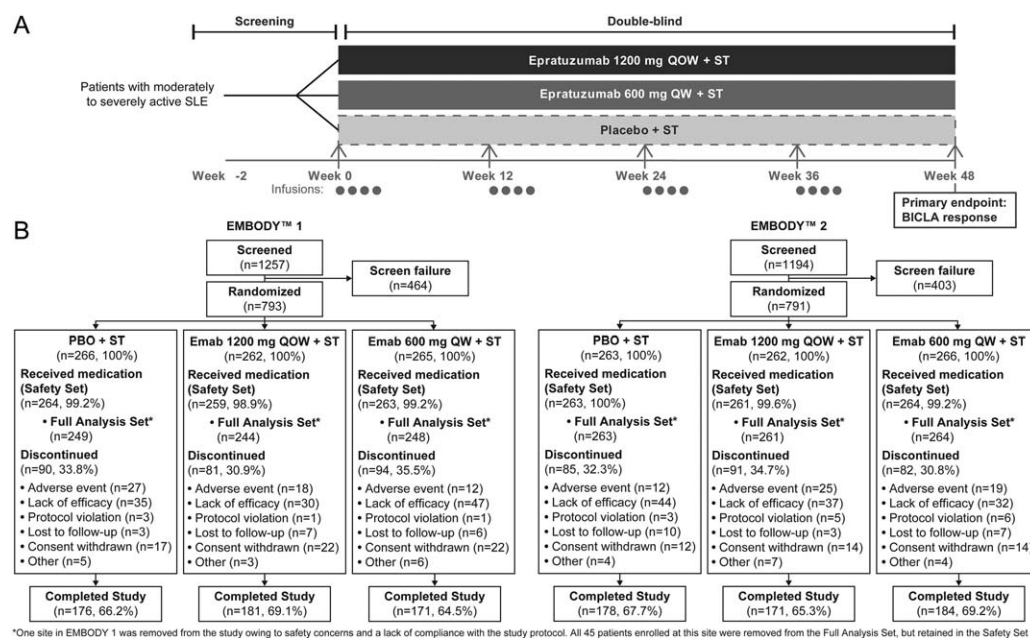 A
Screening
Double-blind
Epratuzumab 1200 mg QOW + ST
Patients with moderately
to severely active SLE
Epratuzumab 600 mg QW + ST
Placebo + ST
Week -2
Week 0
Week 12
Week 24
Week 36
Week 48
Infusions:
Primary endpoint:
BICLA response
B
EMBODY™ 1
Screened
(n=1257)
Screen failure
(n=464)
Randomized
(n=793)
PBO + ST
(n=266, 100%)
Received medication
(Safety Set)
(n=264, 99.2%)
• Full Analysis Set*
(n=249)
Discontinued
(n=90, 33.8%)
• Adverse event (n=27)
• Lack of efficacy (n=35)
• Protocol violation (n=3)
• Lost to follow-up (n=3)
• Consent withdrawn (n=17)
• Other (n=5)
Completed Study
(n=176, 66.2%)
Emab 1200 mg QOW + ST
(n=262, 100%)
Received medication
(Safety Set)
(n=259, 98.9%)
• Full Analysis Set*
(n=244)
Discontinued
(n=81, 30.9%)
• Adverse event (n=18)
• Lack of efficacy (n=30)
• Protocol violation (n=1)
• Lost to follow-up (n=7)
• Consent withdrawn (n=22)
• Other (n=3)
Completed Study
(n=181, 69.1%)
Emab 600 mg QW + ST
(n=265, 100%)
Received medication
(Safety Set)
(n=263, 99.2%)
• Full Analysis Set*
(n=248)
Discontinued
(n=94, 35.5%)
• Adverse event (n=12)
• Lack of efficacy (n=47)
• Protocol violation (n=1)
• Lost to follow-up (n=6)
• Consent withdrawn (n=22)
• Other (n=6)
Completed Study
(n=171, 64.5%)
EMBODY™ 2
Screened
(n=1194)
Screen failure
(n=403)
Randomized
(n=791)
PBO + ST
(n=263, 100%)
Received medication
(Safety Set)
(n=263, 100%)
• Full Analysis Set*
(n=263)
Discontinued
(n=85, 32.3%)
• Adverse event (n=12)
• Lack of efficacy (n=44)
• Protocol violation (n=3)
• Lost to follow-up (n=10)
• Consent withdrawn (n=12)
• Other (n=4)
Completed Study
(n=178, 67.7%)
Emab 1200 mg QOW + ST
(n=262, 100%)
Received medication
(Safety Set)
(n=261, 99.6%)
• Full Analysis Set*
(n=261)
Discontinued
(n=91, 34.7%)
• Adverse event (n=25)
• Lack of efficacy (n=37)
• Protocol violation (n=5)
• Lost to follow-up (n=3)
• Consent withdrawn (n=14)
• Other (n=7)
Completed Study
(n=171, 65.3%)
Emab 600 mg QW + ST
(n=266, 100%)
Received medication
(Safety Set)
(n=264, 99.2%)
• Full Analysis Set*
(n=264)
Discontinued
(n=82, 30.8%)
• Adverse event (n=19)
• Lack of efficacy (n=32)
• Protocol violation (n=6)
• Lost to follow-up (n=7)
• Consent withdrawn (n=14)
• Other (n=4)
Completed Study
(n=184, 69.2%)
*One site in EMBODY 1 was removed from the study owing to safety concerns and a lack of compliance with the study protocol. All 45 patients enrolled at this site were removed from the Full Analysis Set, but retained in the Safety Set